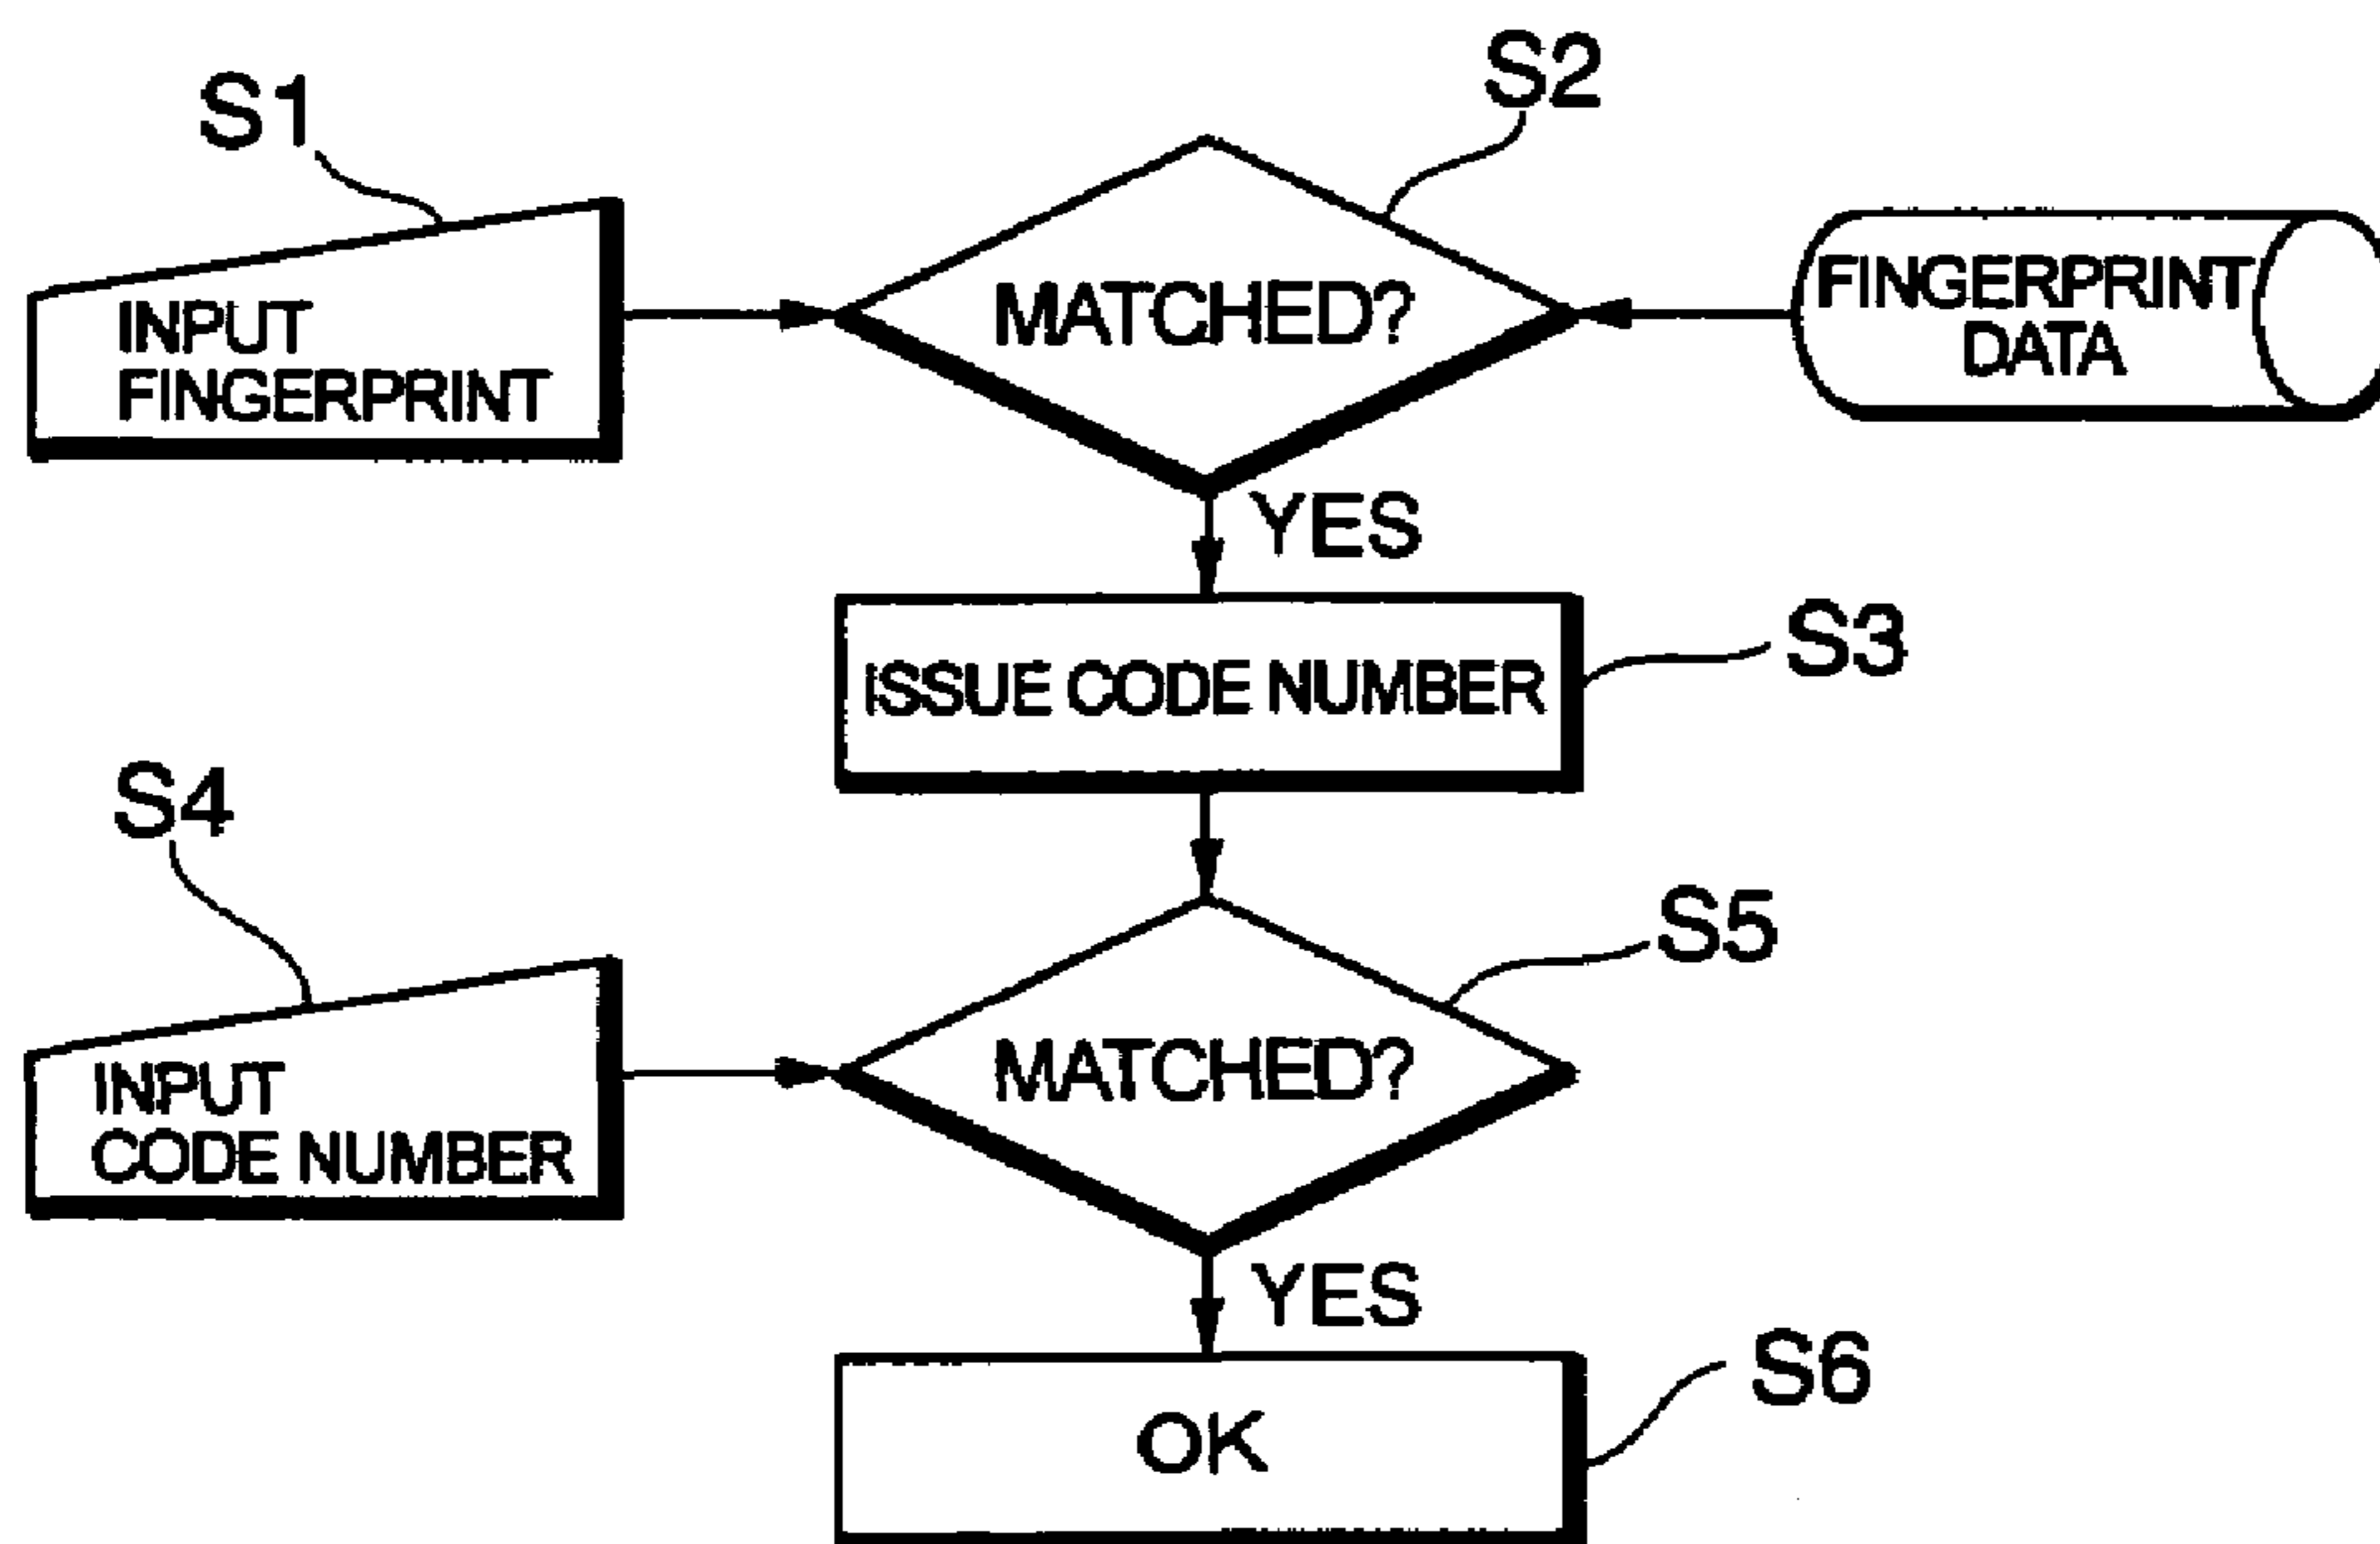 S1
S2
INPUT
FINGERPRINT
MATCHED?
FINGERPRINT
DATA
YES
ISSUE CODE NUMBER
S3
S4
S5
INPUT
CODE NUMBER
MATCHED?
YES
OK
S6